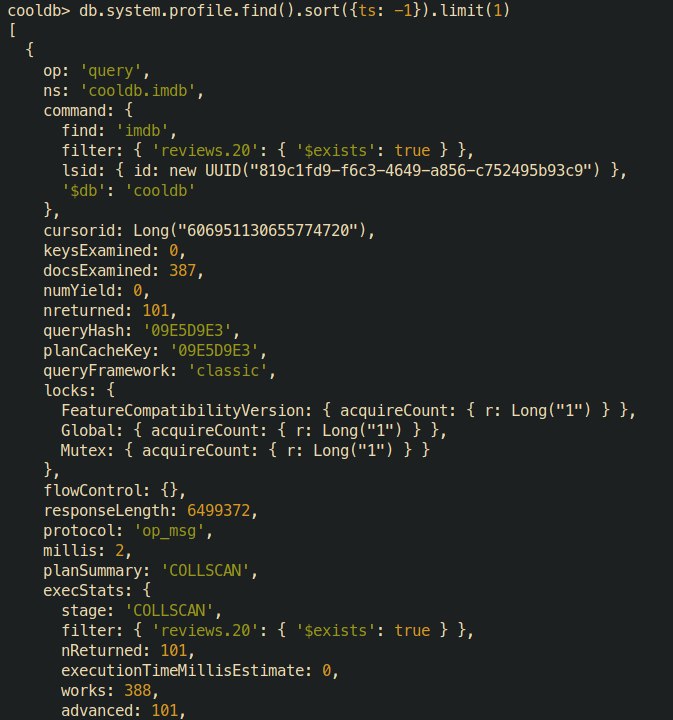 cooldb> db.system.profile.find().sort({ts: -1}).limit(1)
[
  {
    op: 'query',
    ns: 'cooldb.imdb',
    command: {
      find: 'imdb',
      filter: { 'reviews.20': { '$exists': true } },
      lsid: { id: new UUID("819c1fd9-f6c3-4649-a856-c752495b93c9") },
      '$db': 'cooldb'
    },
    cursorid: Long("606951130655774720"),
    keysExamined: 0,
    docsExamined: 387,
    numYield: 0,
    nreturned: 101,
    queryHash: '09E5D9E3',
    planCacheKey: '09E5D9E3',
    queryFramework: 'classic',
    locks: {
      FeatureCompatibilityVersion: { acquireCount: { r: Long("1") } },
      Global: { acquireCount: { r: Long("1") } },
      Mutex: { acquireCount: { r: Long("1") } }
    },
    flowControl: {},
    responseLength: 6499372,
    protocol: 'op_msg',
    millis: 2,
    planSummary: 'COLLSCAN',
    execStats: {
      stage: 'COLLSCAN',
      filter: { 'reviews.20': { '$exists': true } },
      nReturned: 101,
      executionTimeMillisEstimate: 0,
      works: 388,
      advanced: 101,